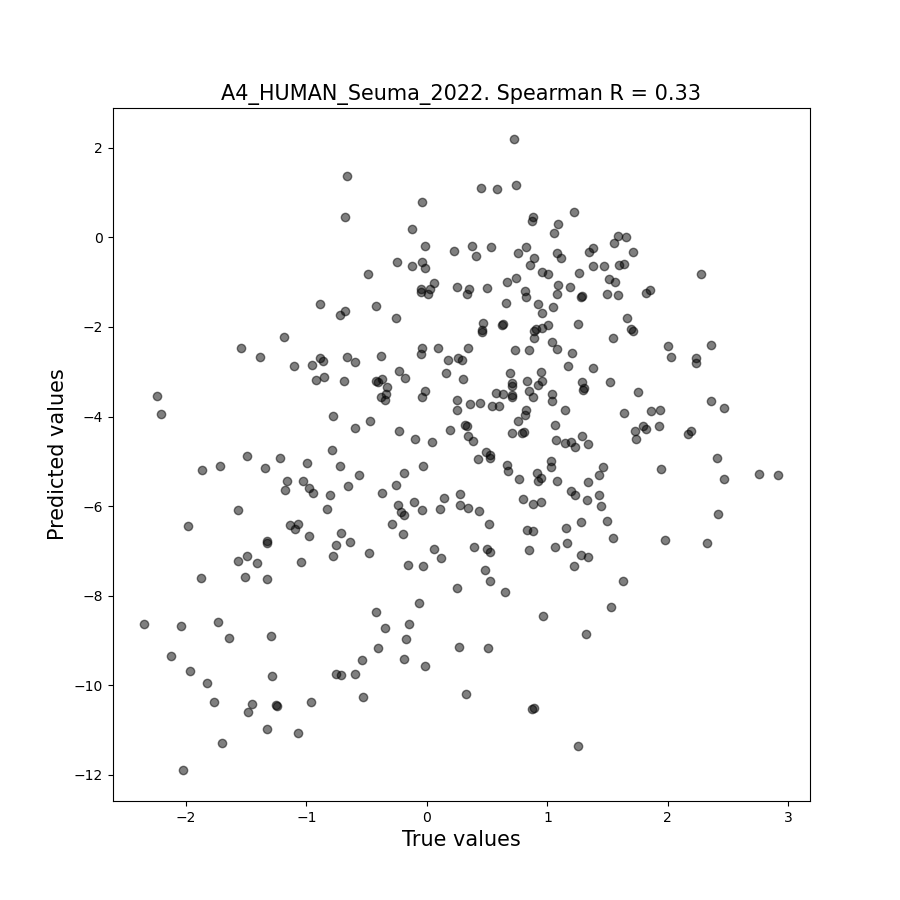 A4_HUMAN_Seuma_2022. Spearman R = 0.33
2
0
−2
−4
−6
−8
−10
−12
Predicted values
−2 −1 0 1 2 3
True values